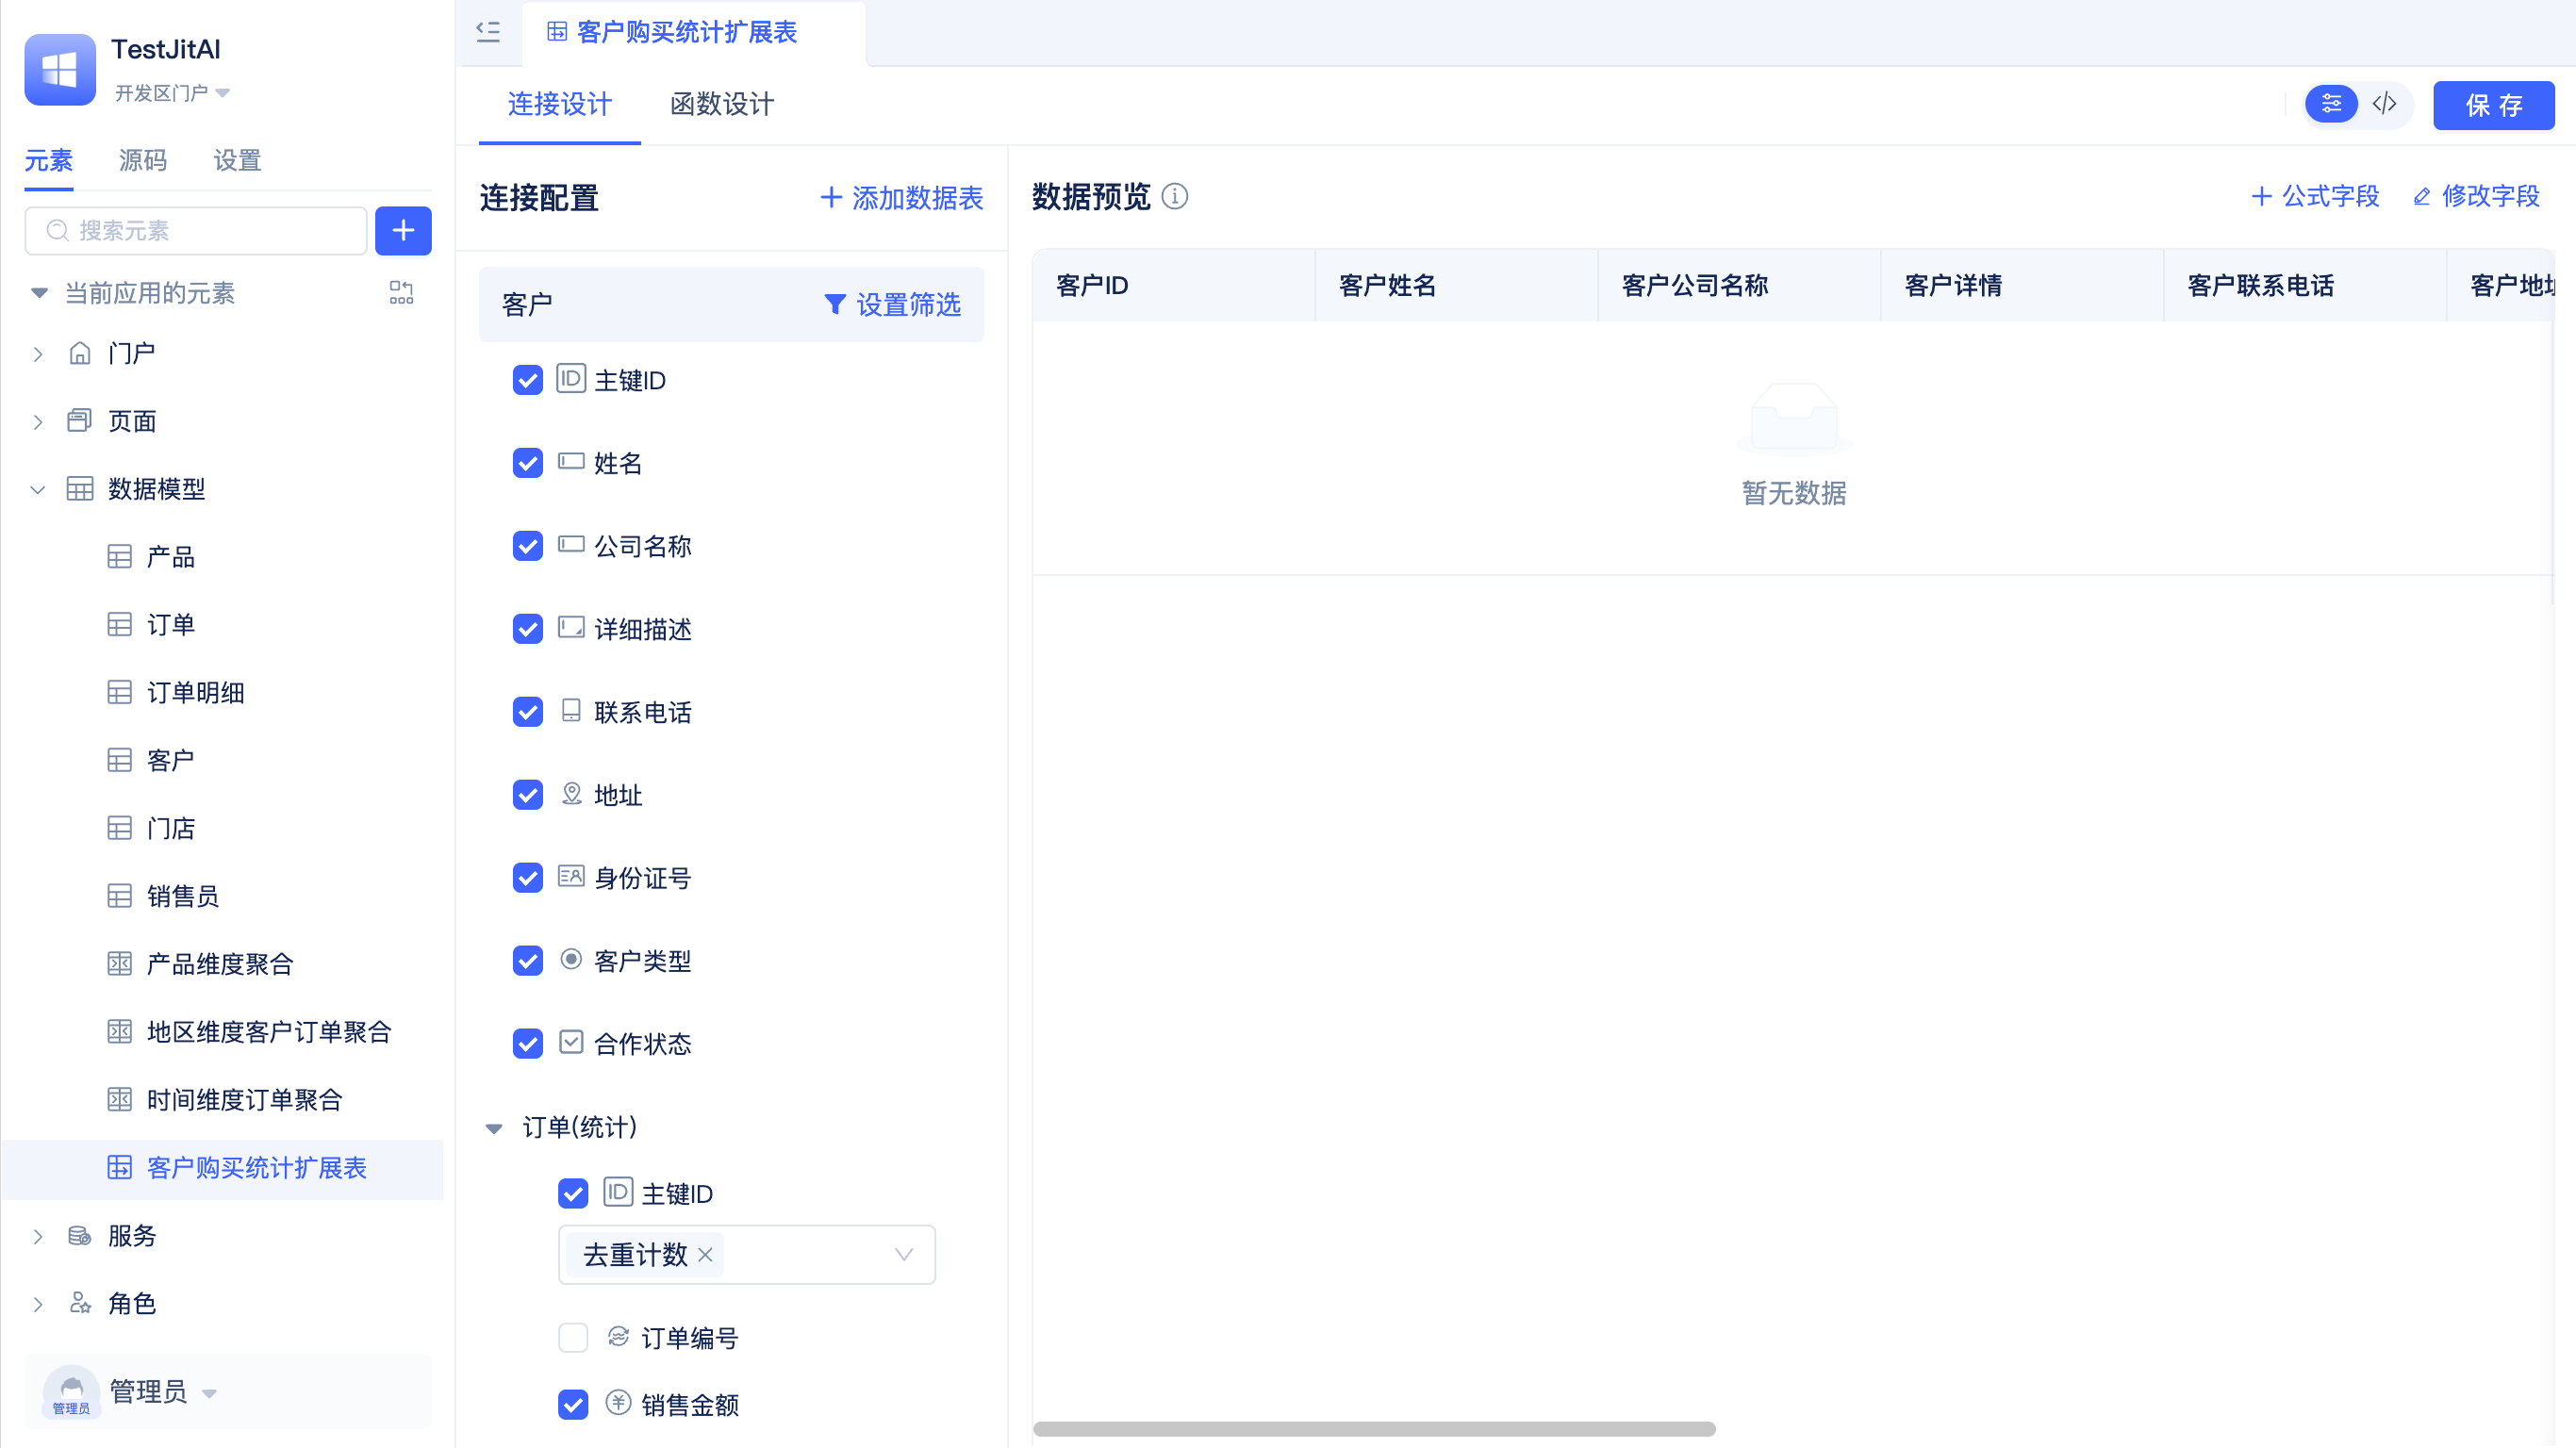 TestJitAI
开发区门户
元素 源码 设置
搜索元素
当前应用的元素
门户
页面
数据模型
产品
订单
订单明细
客户
门店
销售员
产品维度聚合
地区维度客户订单聚合
时间维度订单聚合
客户购买统计扩展表
服务
角色
管理员
管理员
客户购买统计扩展表
连接设计 函数设计
保存
连接配置 添加数据表
客户 设置筛选
主键ID
姓名
公司名称
详细描述
联系电话
地址
身份证号
客户类型
合作状态
订单(统计)
主键ID
去重计数
订单编号
销售金额
数据预览 公式字段 修改字段
客户ID 客户姓名 客户公司名称 客户详情 客户联系电话 客户地址
暂无数据